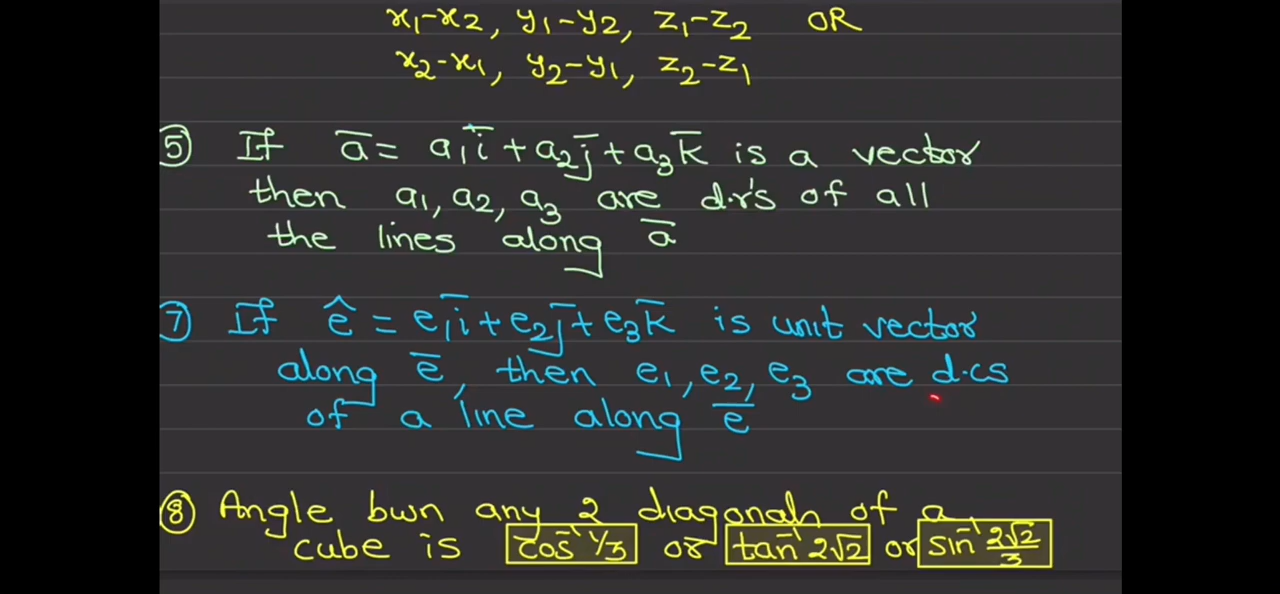 x₁-x₂, y₁-y₂, z₁-z₂ OR
x₂-x₁, y₂-y₁, z₂-z₁
⑤ If a̅ = a₁i̅ + a₂j̅ + a₃k̅ is a vector
then a₁, a₂, a₃ are d.r's of all
the lines along a̅
⑦ If ê = e₁i̅ + e₂j̅ + e₃k̅ is unit vector
along e̅, then e₁, e₂, e₃ are d.cs
of a line along e̅
⑧ Angle bwn any 2 diagonals of a
cube is cos⁻¹ 1/3 or tan⁻¹ 2√2 or sin⁻¹ 2√2/3